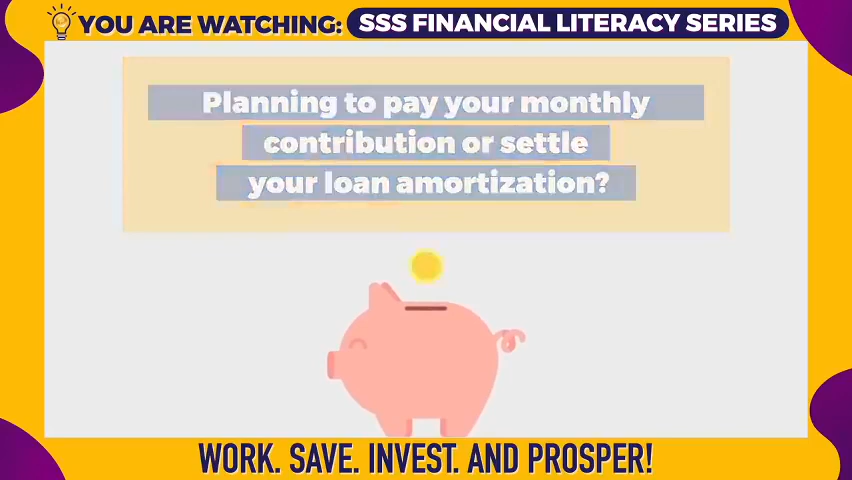 YOU ARE WATCHING: SSS FINANCIAL LITERACY SERIES
Planning to pay your monthly
contribution or settle
your loan amortization?
WORK. SAVE. INVEST. AND PROSPER!